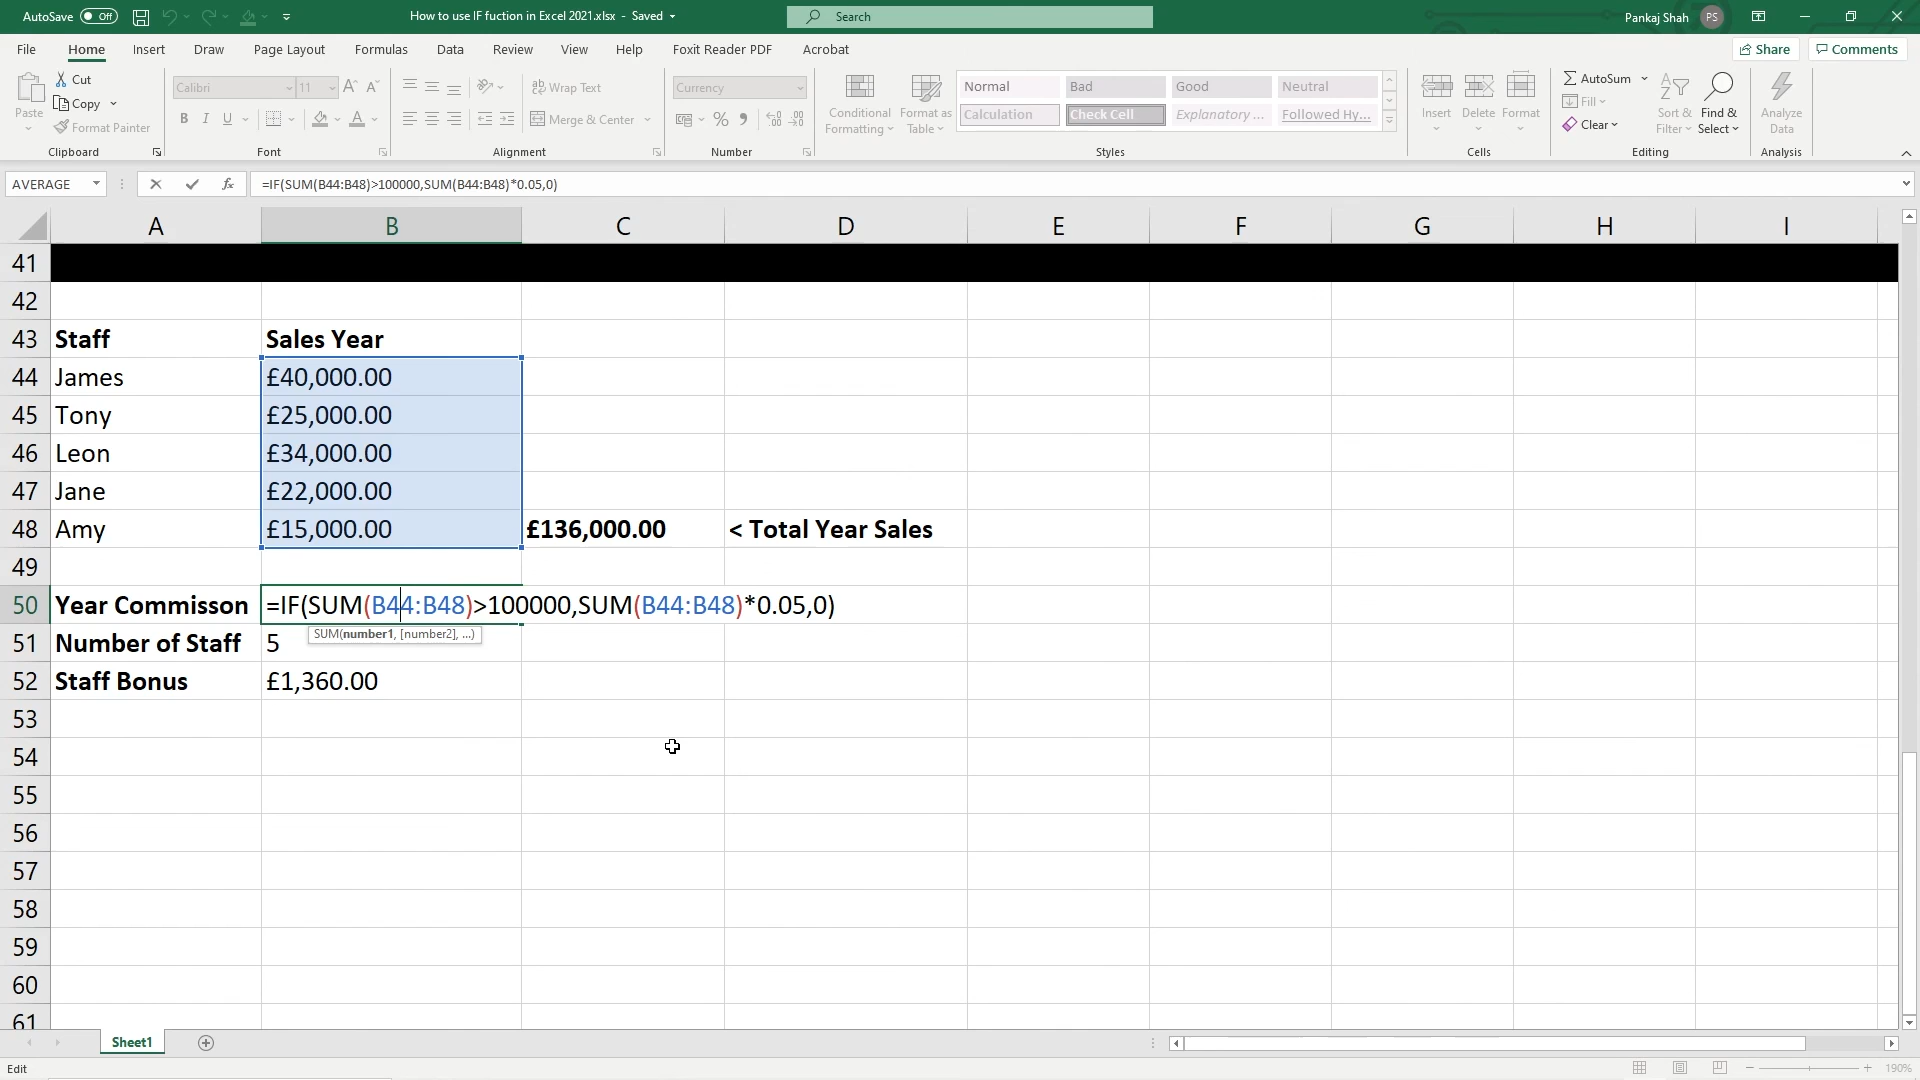 AutoSave Off How to use IF fuction in Excel 2021.xlsx - Saved Search Pankaj Shah PS
File Home Insert Draw Page Layout Formulas Data Review View Help Foxit Reader PDF Acrobat Share Comments
Paste
Cut
Copy
Format Painter
Clipboard
Calibri 11
B I U
Font
Wrap Text
Merge & Center
Alignment
Currency
Number
Conditional Formatting
Format as Table
Normal Bad Good Neutral
Calculation Check Cell Explanatory ... Followed Hy...
Styles
Insert Delete Format
Cells
AutoSum
Fill
Clear
Sort & Filter
Find & Select
Editing
Analyze Data
Analysis
AVERAGE fx =IF(SUM(B44:B48)>100000,SUM(B44:B48)*0.05,0)
A B C D E F G H I
41
42
43 Staff Sales Year
44 James £40,000.00
45 Tony £25,000.00
46 Leon £34,000.00
47 Jane £22,000.00
48 Amy £15,000.00 £136,000.00 < Total Year Sales
49
50 Year Commisson =IF(SUM(B44:B48)>100000,SUM(B44:B48)*0.05,0)
SUM(number1, [number2], ...)
51 Number of Staff 5
52 Staff Bonus £1,360.00
53
54
55
56
57
58
59
60
61
Sheet1
Edit 190%